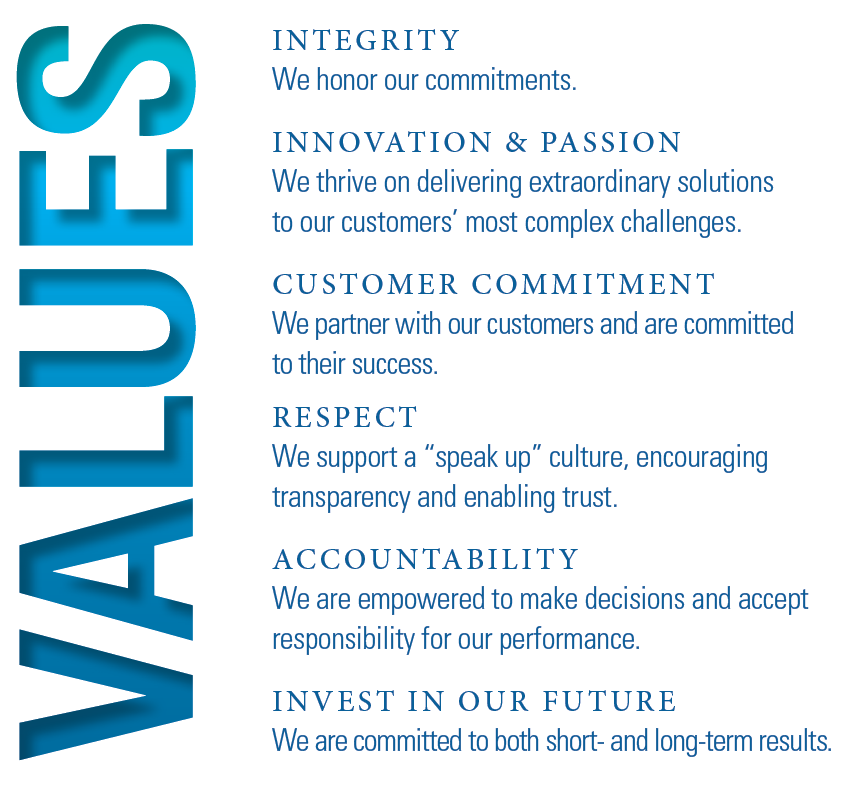 VALUES
INTEGRITY
We honor our commitments.
INNOVATION & PASSION
We thrive on delivering extraordinary solutions
to our customers’ most complex challenges.
CUSTOMER COMMITMENT
We partner with our customers and are committed
to their success.
RESPECT
We support a “speak up” culture, encouraging
transparency and enabling trust.
ACCOUNTABILITY
We are empowered to make decisions and accept
responsibility for our performance.
INVEST IN OUR FUTURE
We are committed to both short- and long-term results.